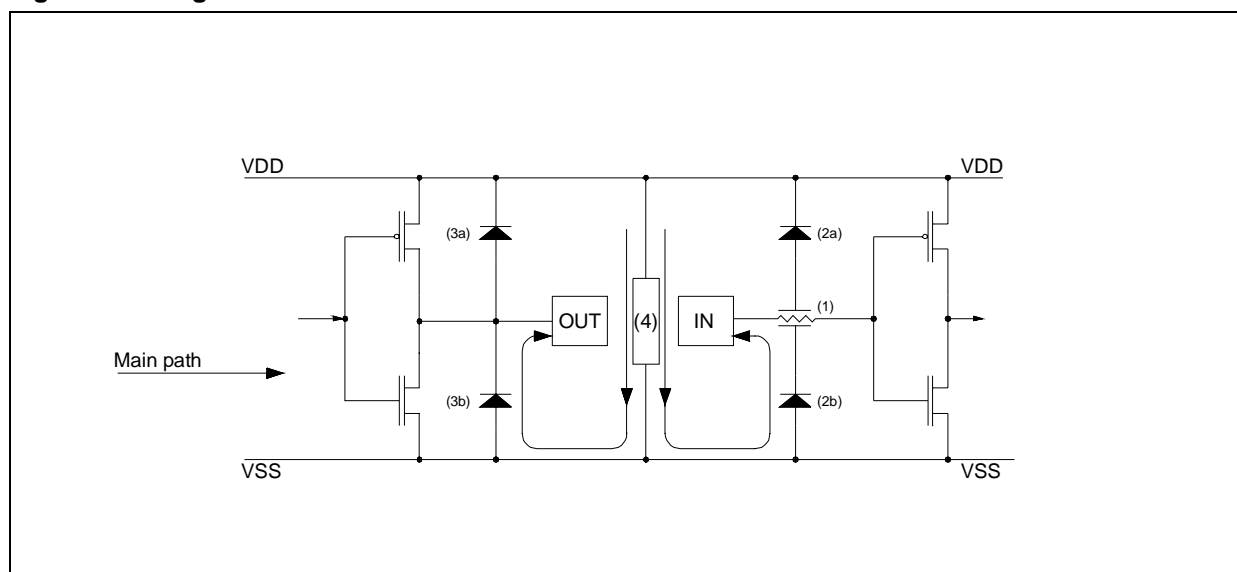 VDD
VDD
(3a)
(2a)
(1)
OUT
(4)
IN
Main path
(3b)
(2b)
VSS
VSS